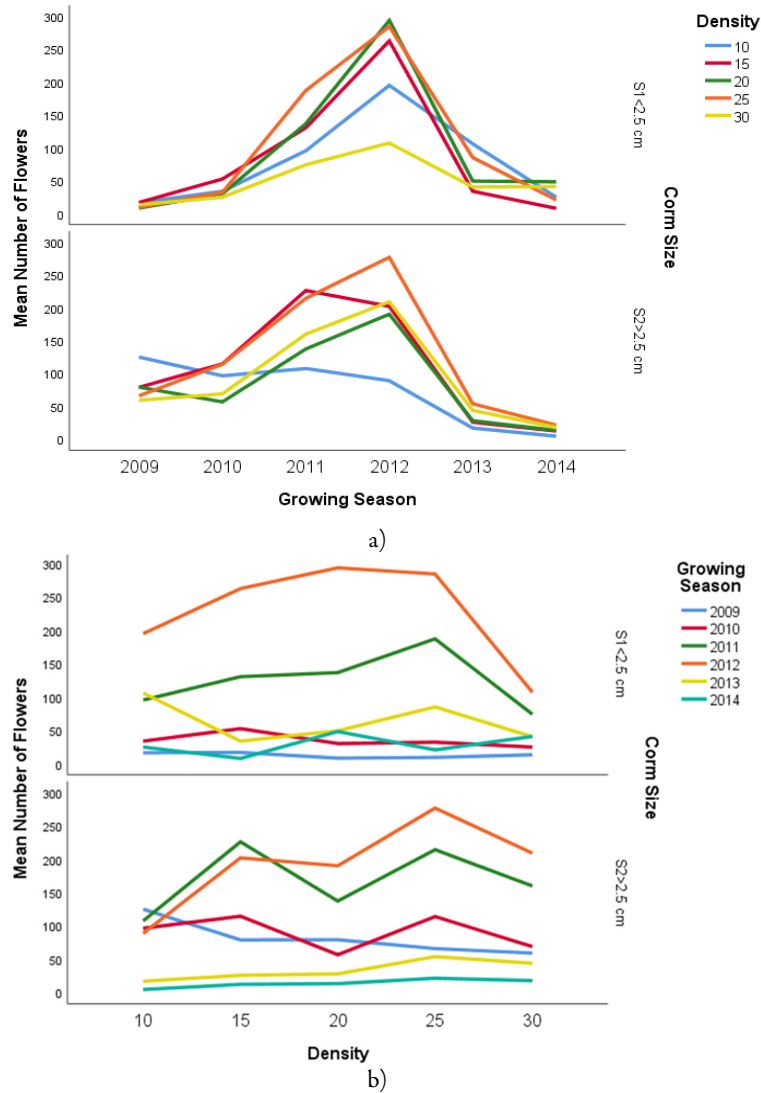 Density
10
15
20
25
30
300
250
200
150
100
50
0
S1<2.5 cm
Mean Number of Flowers
Corm Size
300
250
200
150
100
50
0
S2>2.5 cm
2009 2010 2011 2012 2013 2014
Growing Season
a)
Growing
Season
2009
2010
2011
2012
2013
2014
300
250
200
150
100
50
0
S1<2.5 cm
Mean Number of Flowers
Corm Size
300
250
200
150
100
50
0
S2>2.5 cm
10 15 20 25 30
Density
b)